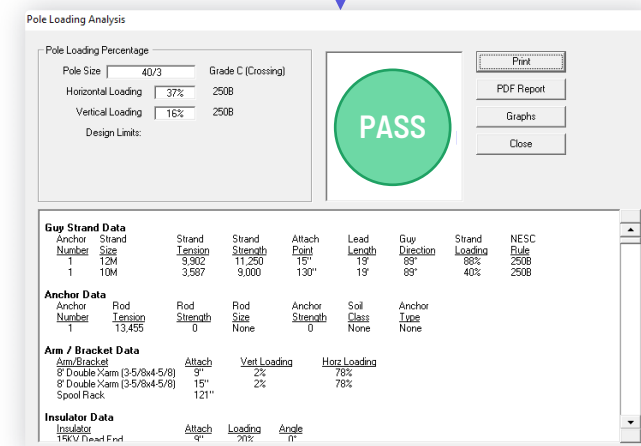 Pole Loading Analysis
Pole Loading Percentage
Pole Size 40/3 Grade C (Crossing)
Horizontal Loading 37% 250B
Vertical Loading 16% 250B
Design Limits:
PASS
Print
PDF Report
Graphs
Close
Guy Strand Data
Anchor Strand Strand Strand Attach Lead Guy Strand NESC
Number Size Tension Strength Point Length Direction Loading Rule
1 12M 9,902 11,250 15" 19' 89° 88% 250B
1 10M 3,587 9,000 130" 19' 89° 40% 250B
Anchor Data
Anchor Rod Rod Rod Anchor Soil Anchor
Number Tension Strength Size Strength Class Type
1 13,455 0 None 0 None None
Arm / Bracket Data
Arm/Bracket Attach Vert Loading Horz Loading
8' Double Xarm (3-5/8x4-5/8) 9" 2% 78%
8' Double Xarm (3-5/8x4-5/8) 15" 2% 78%
Spool Rack 121"
Insulator Data
Insulator Attach Loading Angle
15KV Dead End 9" 20% 0°